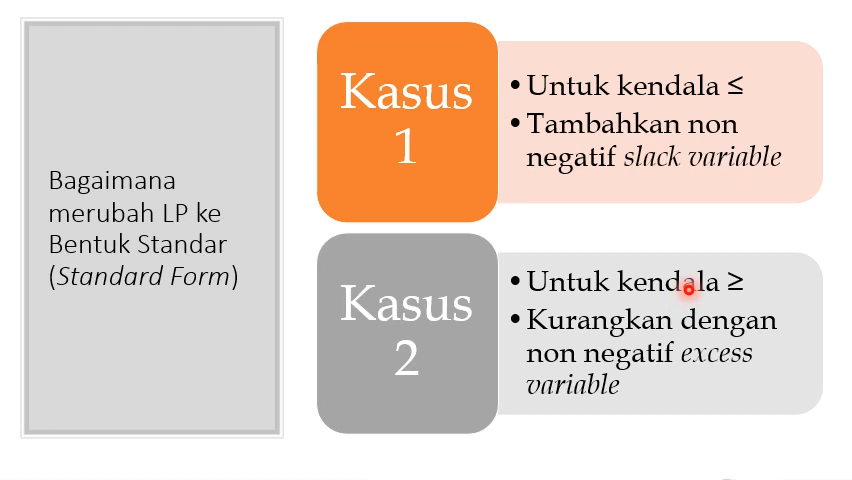 Bagaimana
merubah LP ke
Bentuk Standar
(Standard Form)
Kasus
1
• Untuk kendala ≤
• Tambahkan non
negatif slack variable
Kasus
2
• Untuk kendala ≥
• Kurangkan dengan
non negatif excess
variable